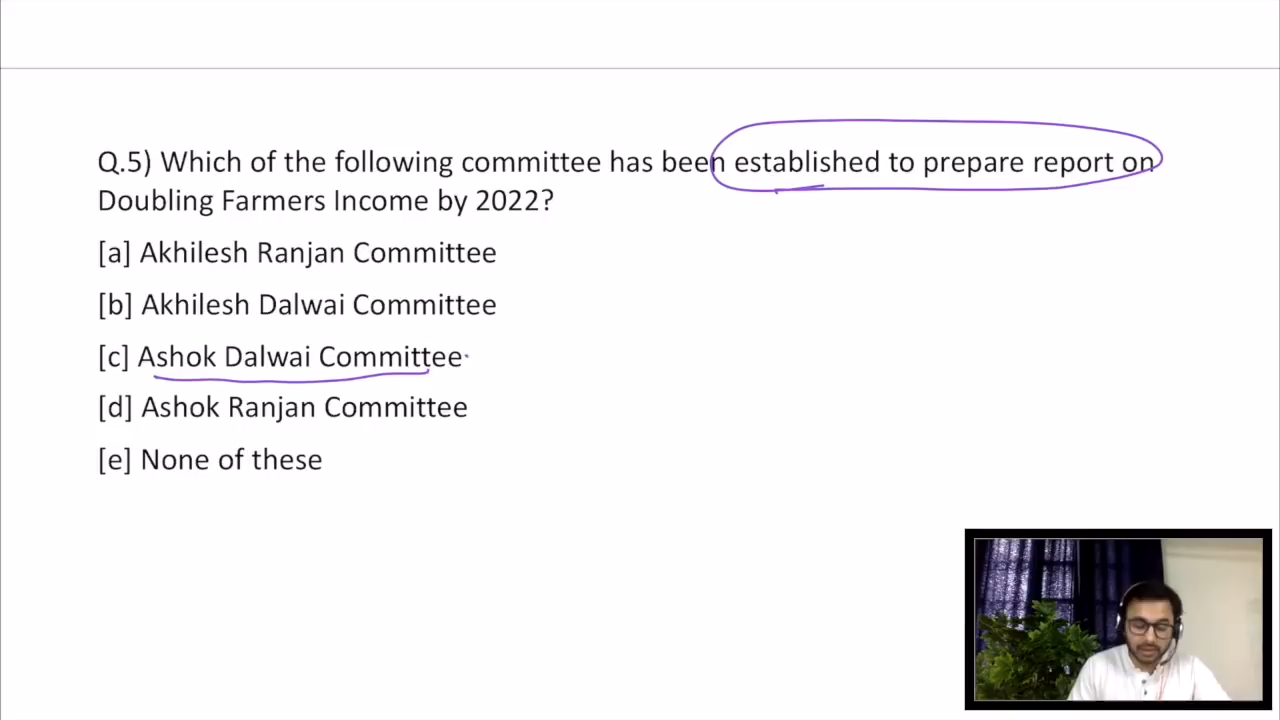 Q.5) Which of the following committee has been established to prepare report on
Doubling Farmers Income by 2022?
[a] Akhilesh Ranjan Committee
[b] Akhilesh Dalwai Committee
[c] Ashok Dalwai Committee
[d] Ashok Ranjan Committee
[e] None of these